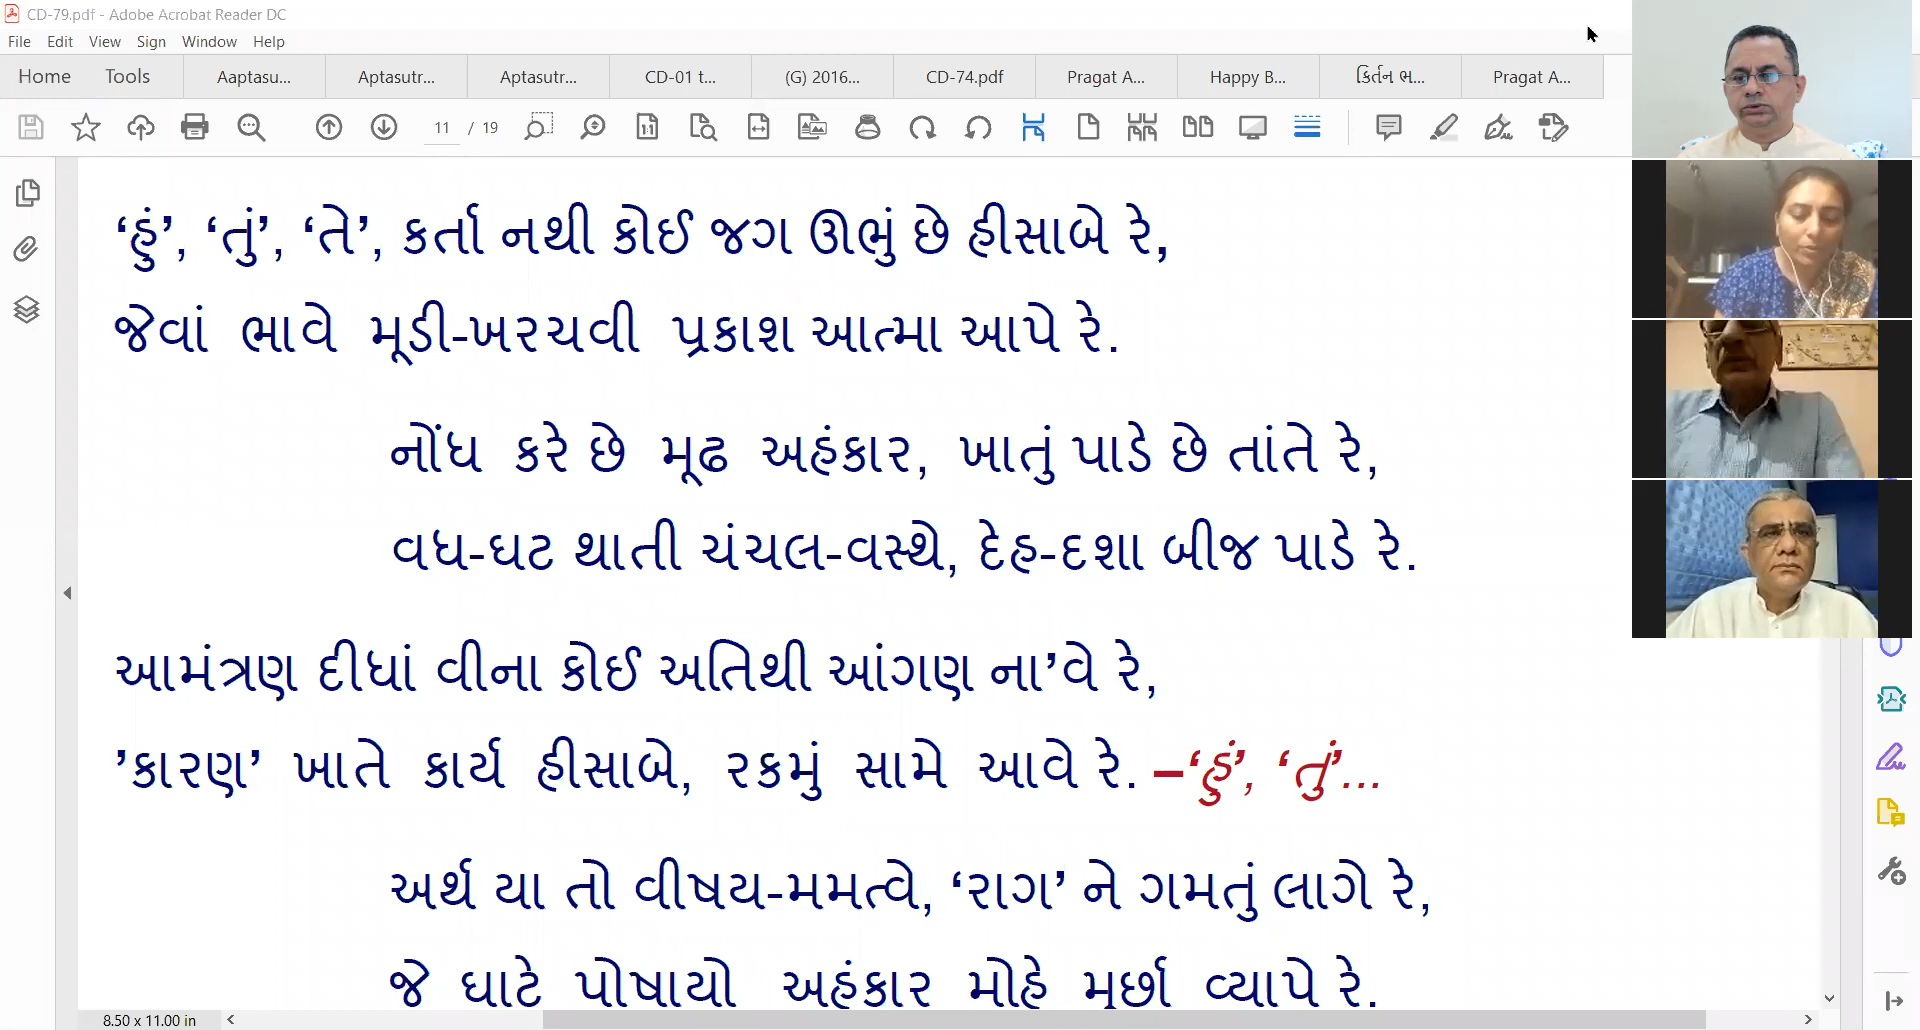 CD-79.pdf - Adobe Acrobat Reader DC
File Edit View Sign Window Help
Home Tools Aaptasu... Aptasutr... Aptasutr... CD-01 t... (G) 2016... CD-74.pdf Pragat A... Happy B... કિર્તન ભ... Pragat A...
11 / 19
‘હું’, ‘તું’, ‘તે’, કર્તા નથી કોઈ જગ ઊભું છે હીસાબે રે,
જેવાં ભાવે મૂડી-ખરચવી પ્રકાશ આત્મા આપે રે.
નોંધ કરે છે મૂઢ અહંકાર, ખાતું પાડે છે તાંતે રે,
વધ-ઘટ થાતી ચંચલ-વસ્થે, દેહ-દશા બીજ પાડે રે.
આમંત્રણ દીધાં વીના કોઈ અતિથી આંગણ ના’વે રે,
’કારણ’ ખાતે કાર્ય હીસાબે, રકમું સામે આવે રે. –‘હું’, ‘તું’...
અર્થ યા તો વીષય-મમત્વે, ‘રાગ’ ને ગમતું લાગે રે,
જે ઘાટે પોષાયો અહંકાર મોહે મૂર્છા વ્યાપે રે.
8.50 x 11.00 in